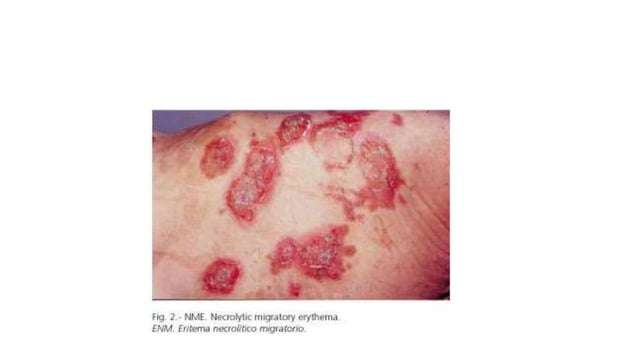 Fig. 2.- NME. Necrolytic migratory erythema.
ENM. Eritema necrolítico migratorio.